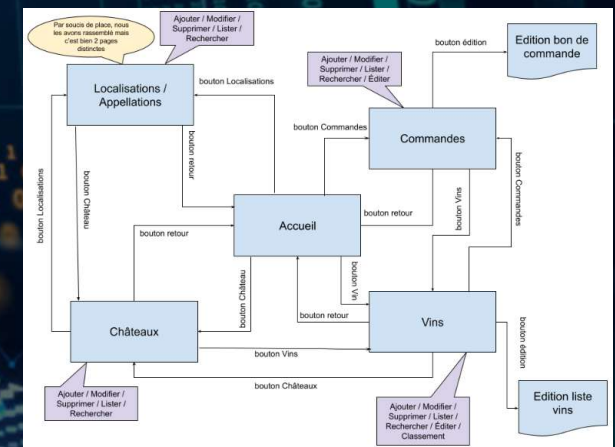 Par soucis de place, nous
les avons rassemblé mais
c'est bien 2 pages
distinctes
Ajouter / Modifier /
Supprimer / Lister /
Rechercher
Localisations /
Appellations
bouton Localisations
Ajouter / Modifier /
Supprimer / Lister /
Rechercher / Éditer
bouton édition
Edition bon de
commande
bouton Commandes
Commandes
bouton Localisations
bouton Château
bouton retour
bouton retour
Accueil
bouton retour
bouton Vins
bouton Commandes
bouton Château
bouton Vin
bouton retour
Châteaux
bouton Vins
Vins
bouton édition
bouton Châteaux
Ajouter / Modifier /
Supprimer / Lister /
Rechercher
Ajouter / Modifier /
Supprimer / Lister /
Rechercher / Éditer /
Classement
Edition liste
vins